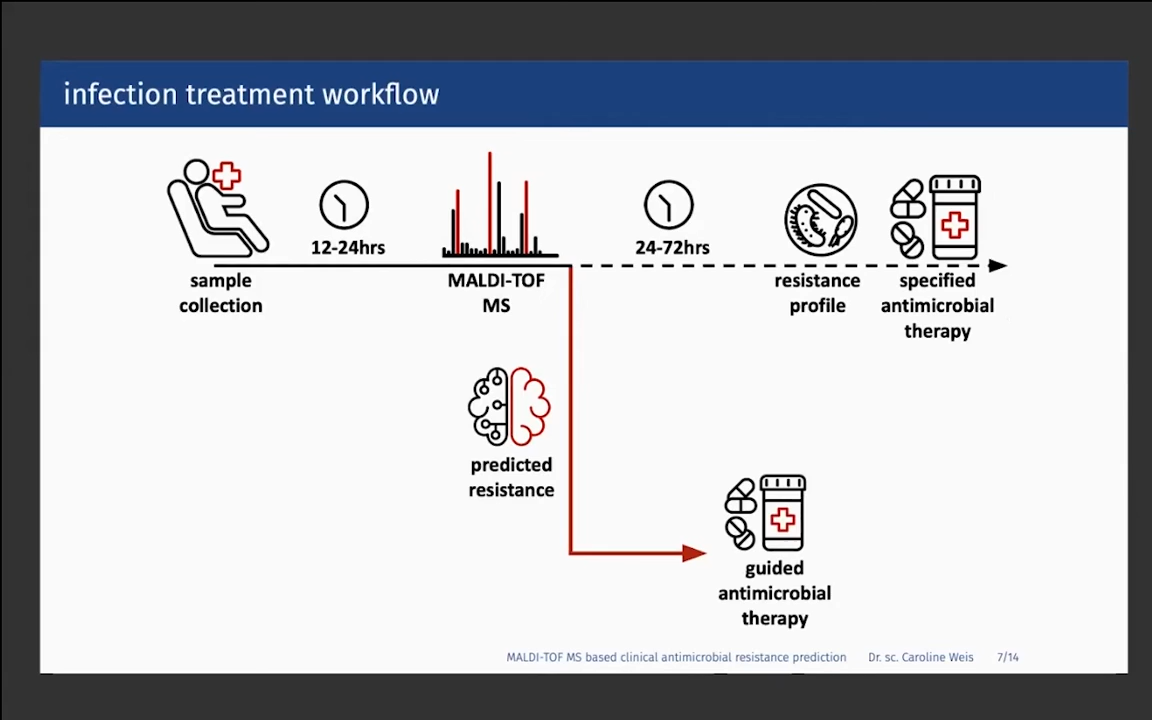 infection treatment workflow
12-24hrs
24-72hrs
sample
collection
MALDI-TOF
MS
resistance
profile
specified
antimicrobial
therapy
predicted
resistance
guided
antimicrobial
therapy
MALDI-TOF MS based clinical antimicrobial resistance prediction Dr. sc. Caroline Weis 7/14